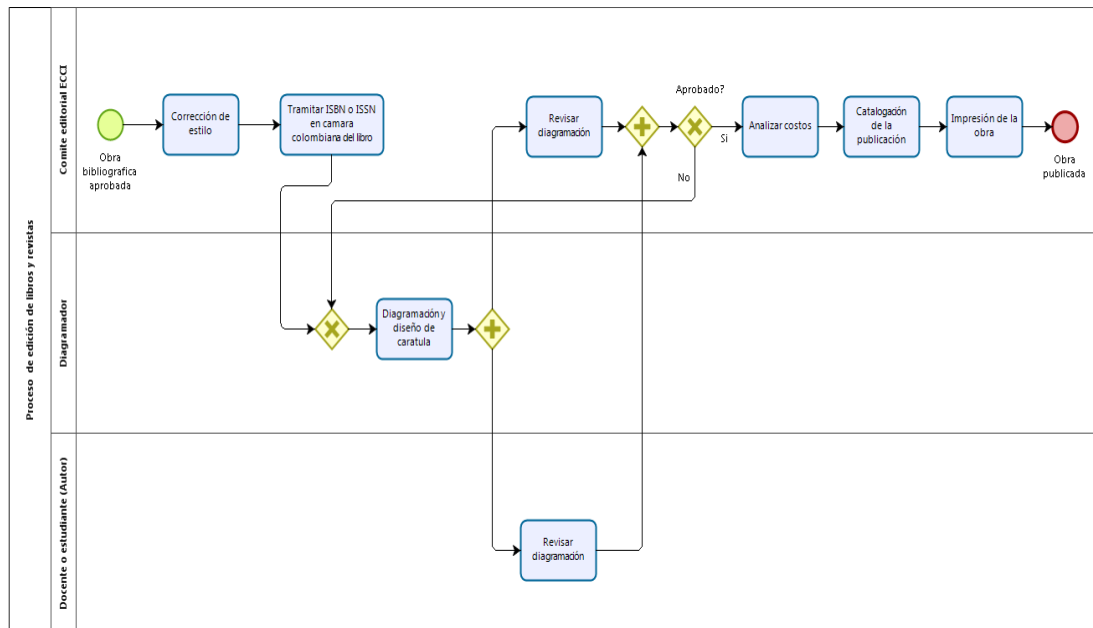 Proceso de edición de libros y revistas
Comite editorial ECCI
Obra
bibliografica
aprobada
Corrección de
estilo
Tramitar ISBN o ISSN
en camara
colombiana del libro
Revisar
diagramación
Aprobado?
Si
No
Analizar costos
Catalogación
de la
publicación
Impresión de la
obra
Obra
publicada
Diagramador
Diagramación y
diseño de
caratula
Docente o estudiante (Autor)
Revisar
diagramación